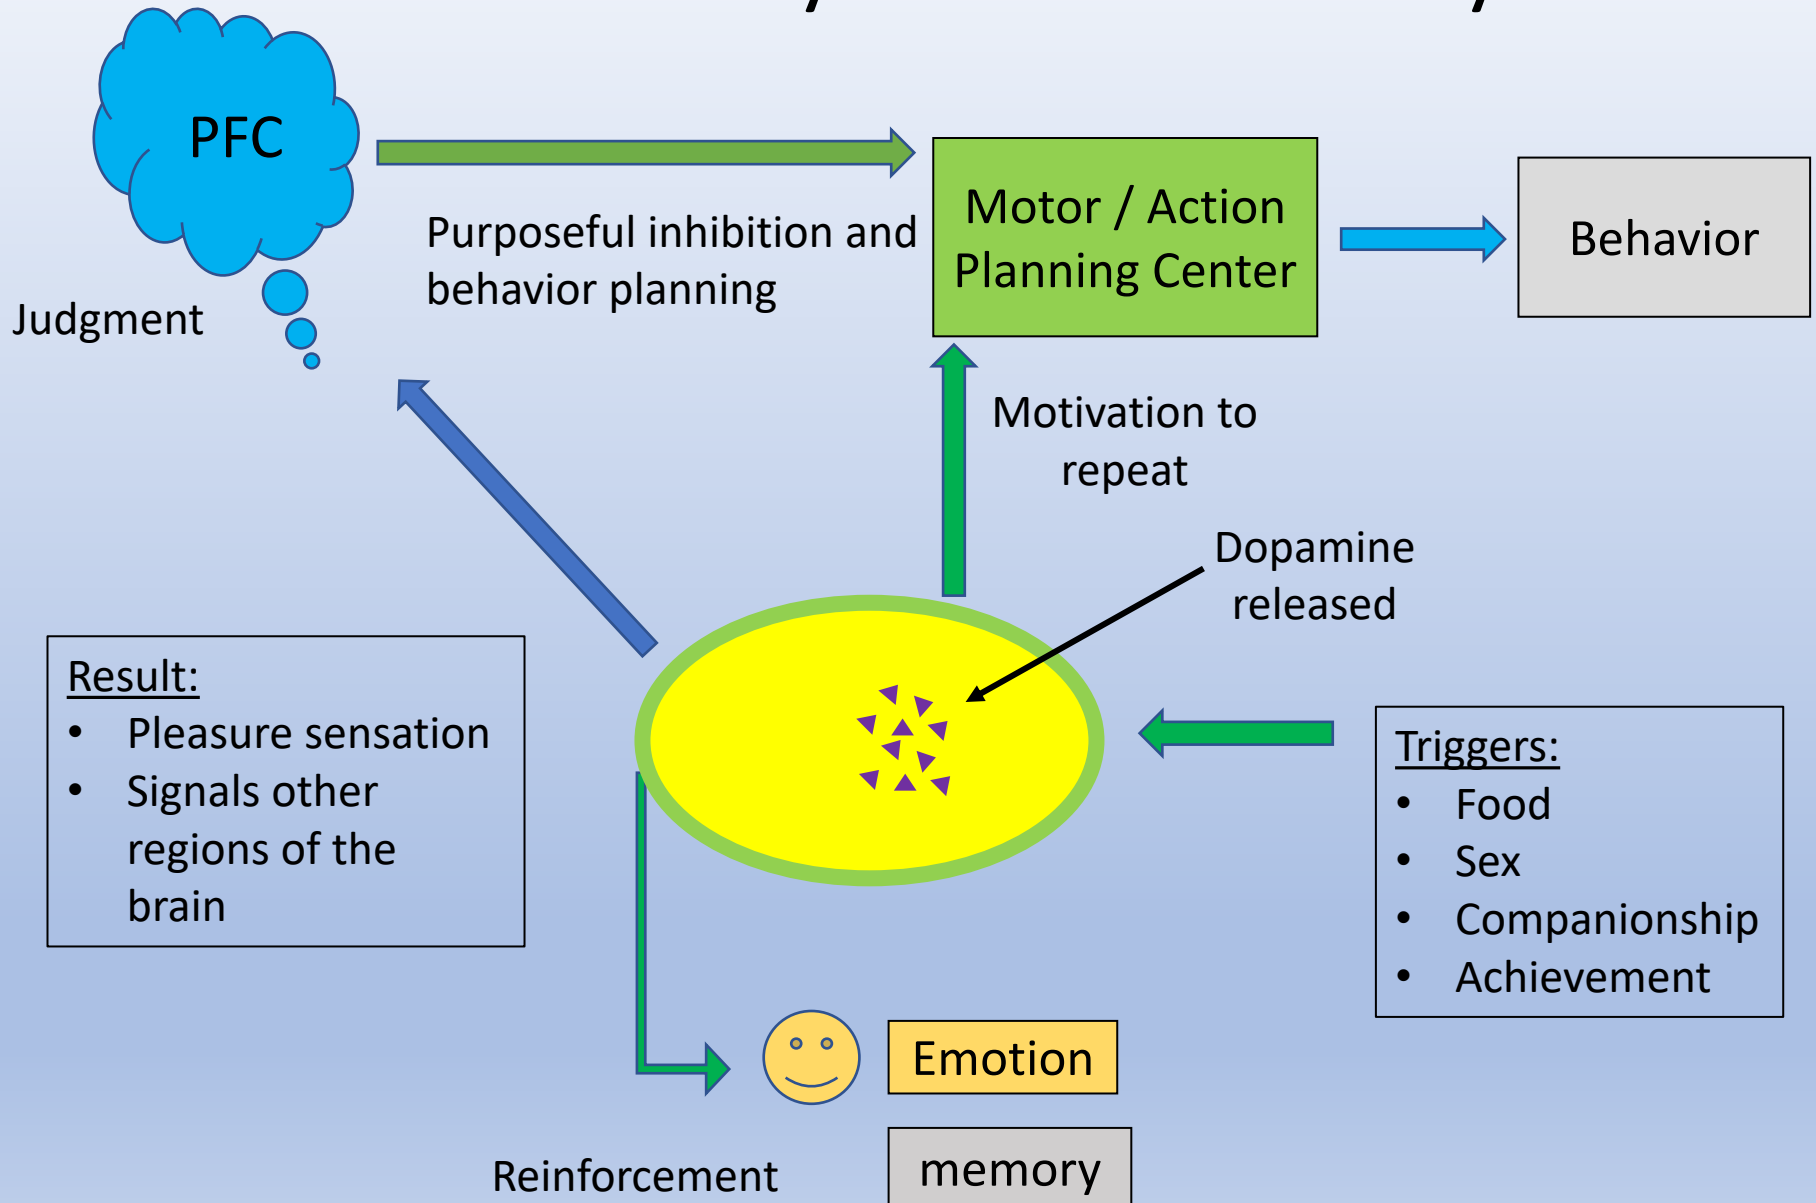 PFC
Judgment
Purposeful inhibition and
behavior planning
Motor / Action
Planning Center
Behavior
Motivation to
repeat
Dopamine
released
Result:
• Pleasure sensation
• Signals other
regions of the
brain
Triggers:
• Food
• Sex
• Companionship
• Achievement
Emotion
Reinforcement
memory